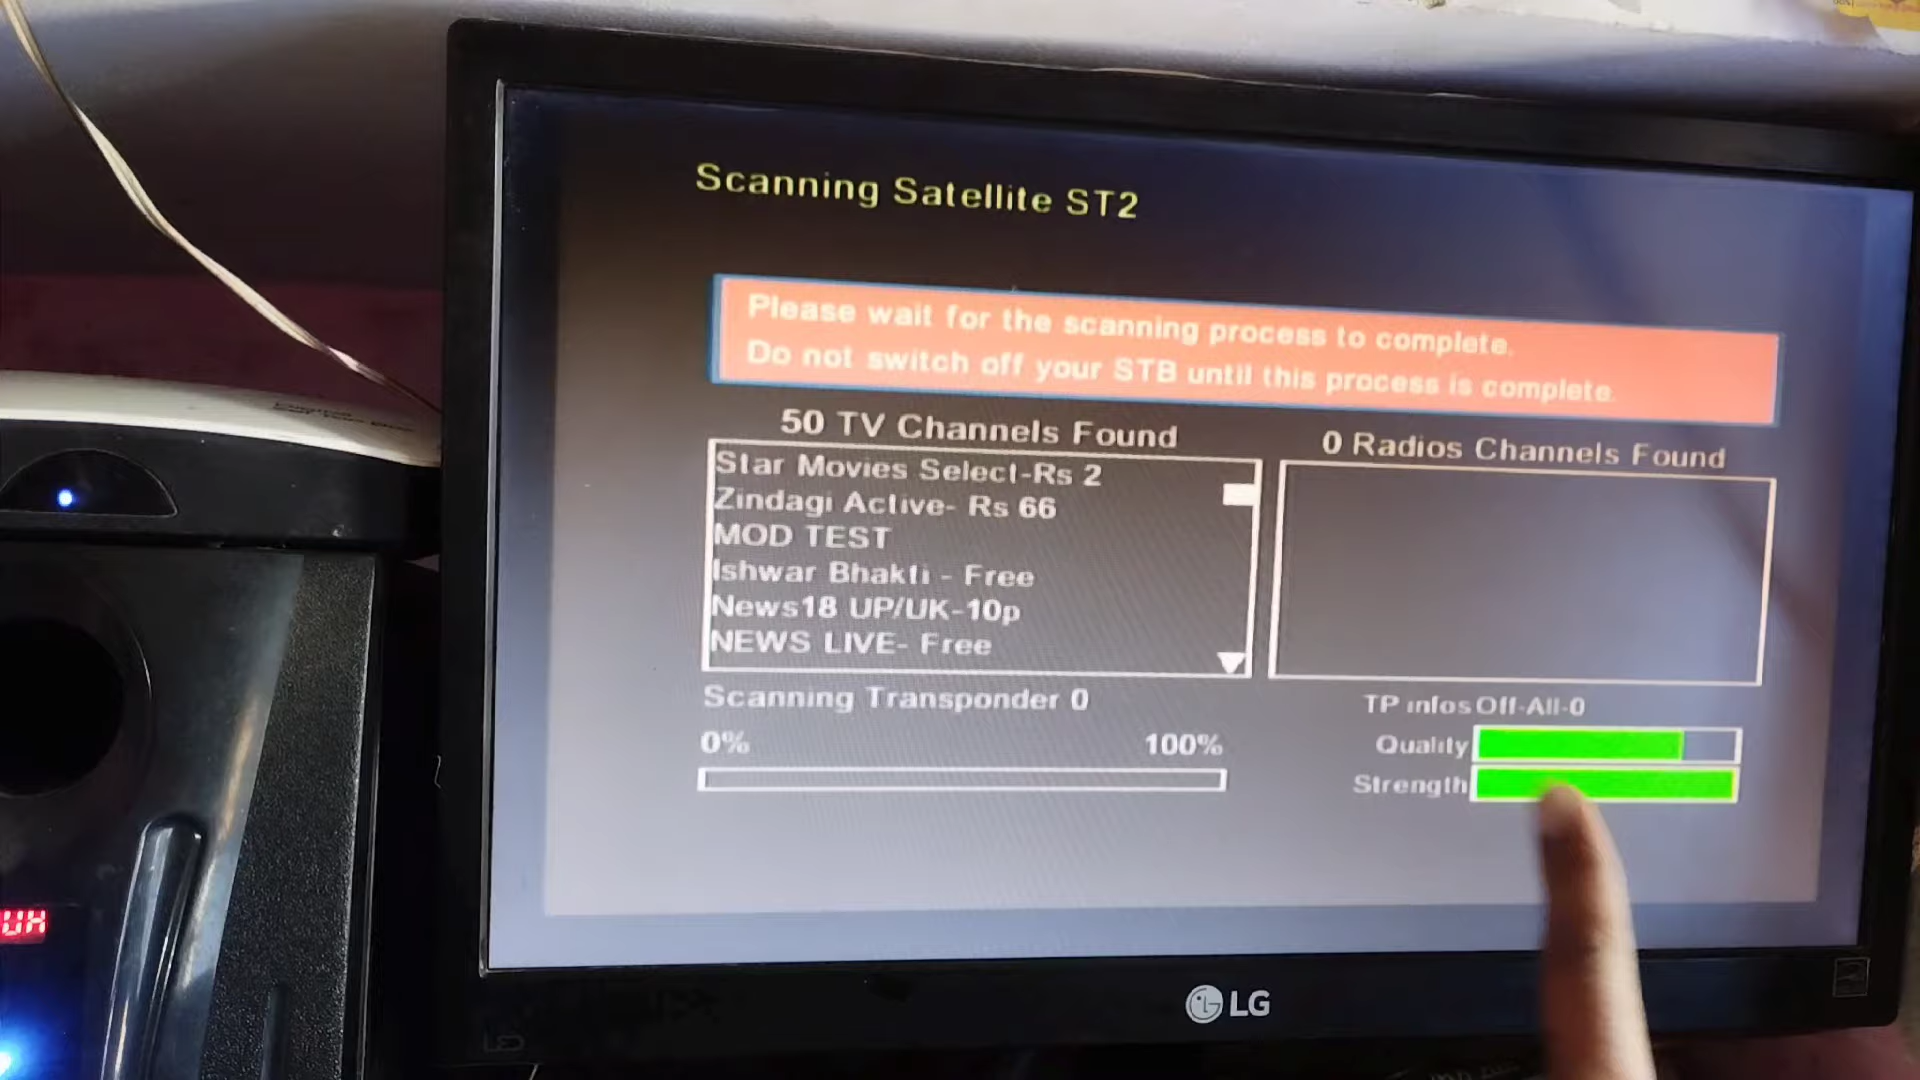 Scanning Satellite ST2
Please wait for the scanning process to complete.
Do not switch off your STB until this process is complete.
50 TV Channels Found
0 Radios Channels Found
Star Movies Select-Rs 2
Zindagi Active- Rs 66
MOD TEST
Ishwar Bhakti - Free
News18 UP/UK-10p
NEWS LIVE- Free
Scanning Transponder 0
TP infos Off-All-0
0%
100%
Quality
Strength
LG